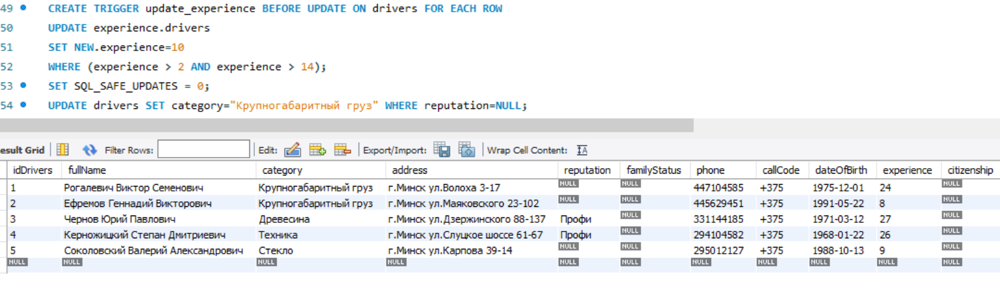 49 CREATE TRIGGER update_experience BEFORE UPDATE ON drivers FOR EACH ROW
50 UPDATE experience.drivers
51 SET NEW.experience=10
52 WHERE (experience > 2 AND experience > 14);
53 SET SQL_SAFE_UPDATES = 0;
54 UPDATE drivers SET category="Крупногабаритный груз" WHERE reputation=NULL;
esult Grid Filter Rows: Edit: Export/Import: Wrap Cell Content: IA
idDrivers fullName category address reputation familyStatus phone callCode dateOfBirth experience citizenship
1 Рогалевич Виктор Семенович Крупногабаритный груз г.Минск ул.Волоха 3-17 NULL NULL 447104585 +375 1975-12-01 24 NULL
2 Ефремов Геннадий Викторович Крупногабаритный груз г.Минск ул.Маяковского 23-102 NULL NULL 445629451 +375 1991-05-22 8 NULL
3 Чернов Юрий Павлович Древесина г.Минск ул.Дзержинского 88-137 Профи NULL 331144185 +375 1971-03-12 27 NULL
4 Керножицкий Степан Дмитриевич Техника г.Минск ул.Слуцкое шоссе 61-67 Профи NULL 294104582 +375 1968-01-22 26 NULL
5 Соколовский Валерий Александрович Стекло г.Минск ул.Карпова 39-14 NULL NULL 295012127 +375 1988-10-13 9 NULL
NULL NULL NULL NULL NULL NULL NULL NULL NULL NULL NULL